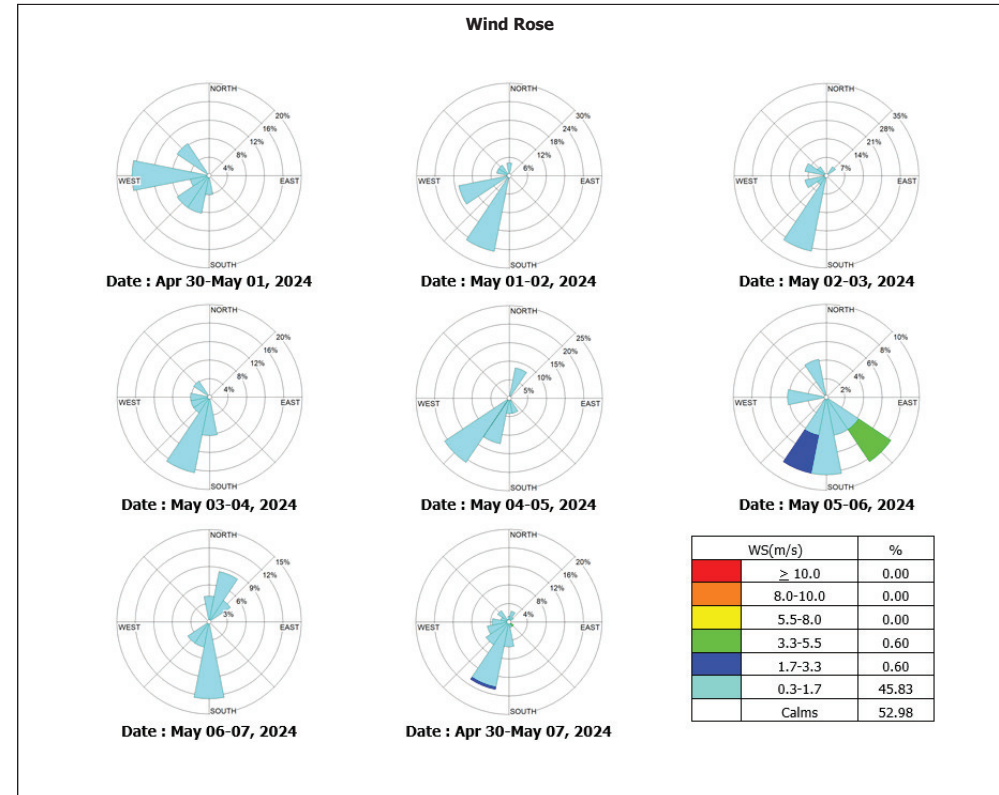 Wind Rose
NORTH
20%
16%
12%
8%
4%
WEST
EAST
SOUTH
Date : Apr 30-May 01, 2024
NORTH
30%
24%
18%
12%
6%
WEST
EAST
SOUTH
Date : May 01-02, 2024
NORTH
35%
28%
21%
14%
7%
WEST
EAST
SOUTH
Date : May 02-03, 2024
NORTH
20%
16%
12%
8%
4%
WEST
EAST
SOUTH
Date : May 03-04, 2024
NORTH
25%
20%
15%
10%
5%
WEST
EAST
SOUTH
Date : May 04-05, 2024
NORTH
10%
8%
6%
4%
2%
WEST
EAST
SOUTH
Date : May 05-06, 2024
NORTH
15%
12%
9%
6%
3%
WEST
EAST
SOUTH
Date : May 06-07, 2024
NORTH
20%
16%
12%
8%
4%
WEST
EAST
SOUTH
Date : Apr 30-May 07, 2024
WS(m/s) %
≥ 10.0 0.00
8.0-10.0 0.00
5.5-8.0 0.00
3.3-5.5 0.60
1.7-3.3 0.60
0.3-1.7 45.83
Calms 52.98